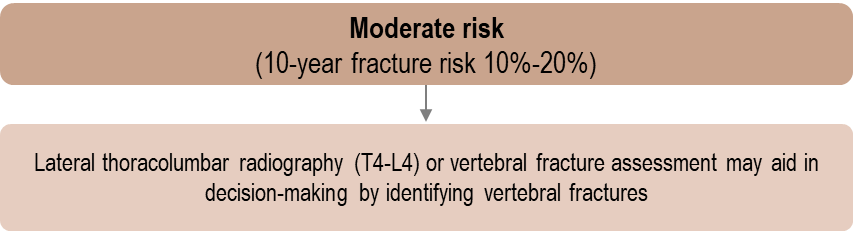 Moderate risk
(10-year fracture risk 10%-20%)
Lateral thoracolumbar radiography (T4-L4) or vertebral fracture assessment may aid in
decision-making by identifying vertebral fractures